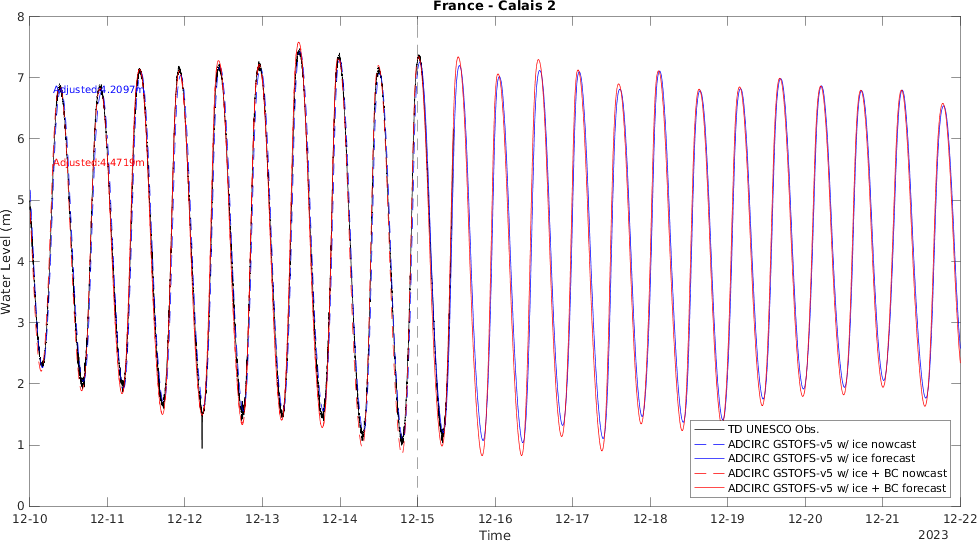 France - Calais 2
8
7
6
5
4
3
2
1
0
Water Level (m)
Adjusted:4.2097m
Adjusted:4.4719m
TD UNESCO Obs.
ADCIRC GSTOFS-v5 w/ ice nowcast
ADCIRC GSTOFS-v5 w/ ice forecast
ADCIRC GSTOFS-v5 w/ ice + BC nowcast
ADCIRC GSTOFS-v5 w/ ice + BC forecast
12-10 12-11 12-12 12-13 12-14 12-15 12-16 12-17 12-18 12-19 12-20 12-21 12-22
Time
2023